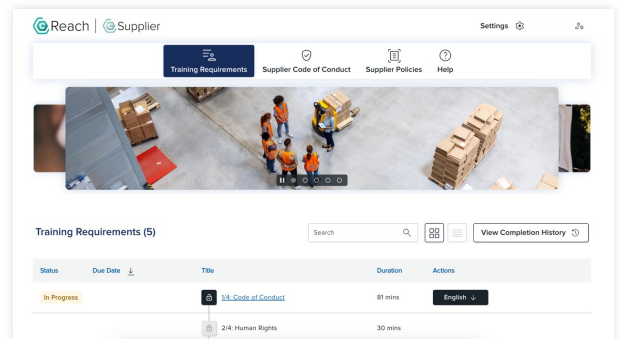 Reach | Supplier
Settings
Training Requirements
Supplier Code of Conduct
Supplier Policies
Help
Training Requirements (5)
Search
View Completion History
Status Due Date Title Duration Actions
In Progress 1/4: Code of Conduct 81 mins English
2/4: Human Rights 30 mins